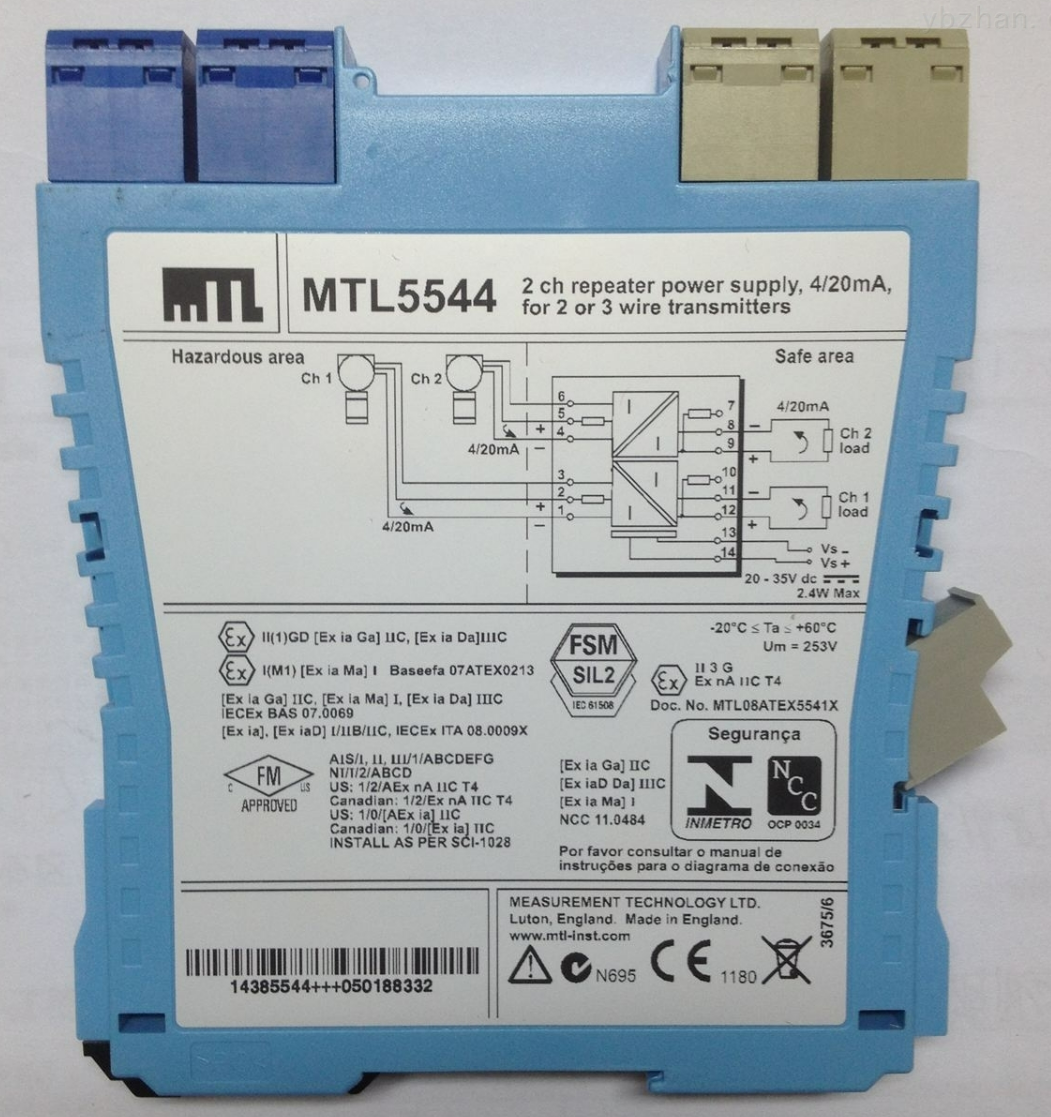 ybzhan.
MTL
MTL5544
2 ch repeater power supply, 4/20mA,
for 2 or 3 wire transmitters
Hazardous area
Safe area
Ch 1
Ch 2
6
5
4
+
−
4/20mA
3
2
1
+
−
4/20mA
7
8
9
10
11
12
13
14
4/20mA
−
+
Ch 2
load
−
+
Ch 1
load
Vs -
Vs +
20 - 35V dc
2.4W Max
Ex II(1)GD [Ex ia Ga] IIC, [Ex ia Da]IIIC
Ex I(M1) [Ex ia Ma] I Baseefa 07ATEX0213
[Ex ia Ga] IIC, [Ex ia Ma] I, [Ex ia Da] IIIC
IECEx BAS 07.0069
[Ex ia], [Ex iaD] I/IIB/IIC, IECEx ITA 08.0009X
FSM
SIL2
IEC 61508
-20°C ≤ Ta ≤ +60°C
Um = 253V
Ex II 3 G
Ex nA IIC T4
Doc. No. MTL08ATEX5541X
FM
C US
APPROVED
AIS/I, II, III/1/ABCDEFG
NI/I/2/ABCD
US: 1/2/AEx nA IIC T4
Canadian: 1/2/Ex nA IIC T4
US: 1/0/[AEx ia] IIC
Canadian: 1/0/[Ex ia] IIC
INSTALL AS PER SCI-1028
[Ex ia Ga] IIC
[Ex iaD Da] IIIC
[Ex ia Ma] I
NCC 11.0484
Segurança
INMETRO
NCC
OCP 0034
Por favor consultar o manual de
instruções para o diagrama de conexão
14385544+++050188332
MEASUREMENT TECHNOLOGY LTD.
Luton, England. Made in England.
www.mtl-inst.com
N695 CE 1180
3675/6